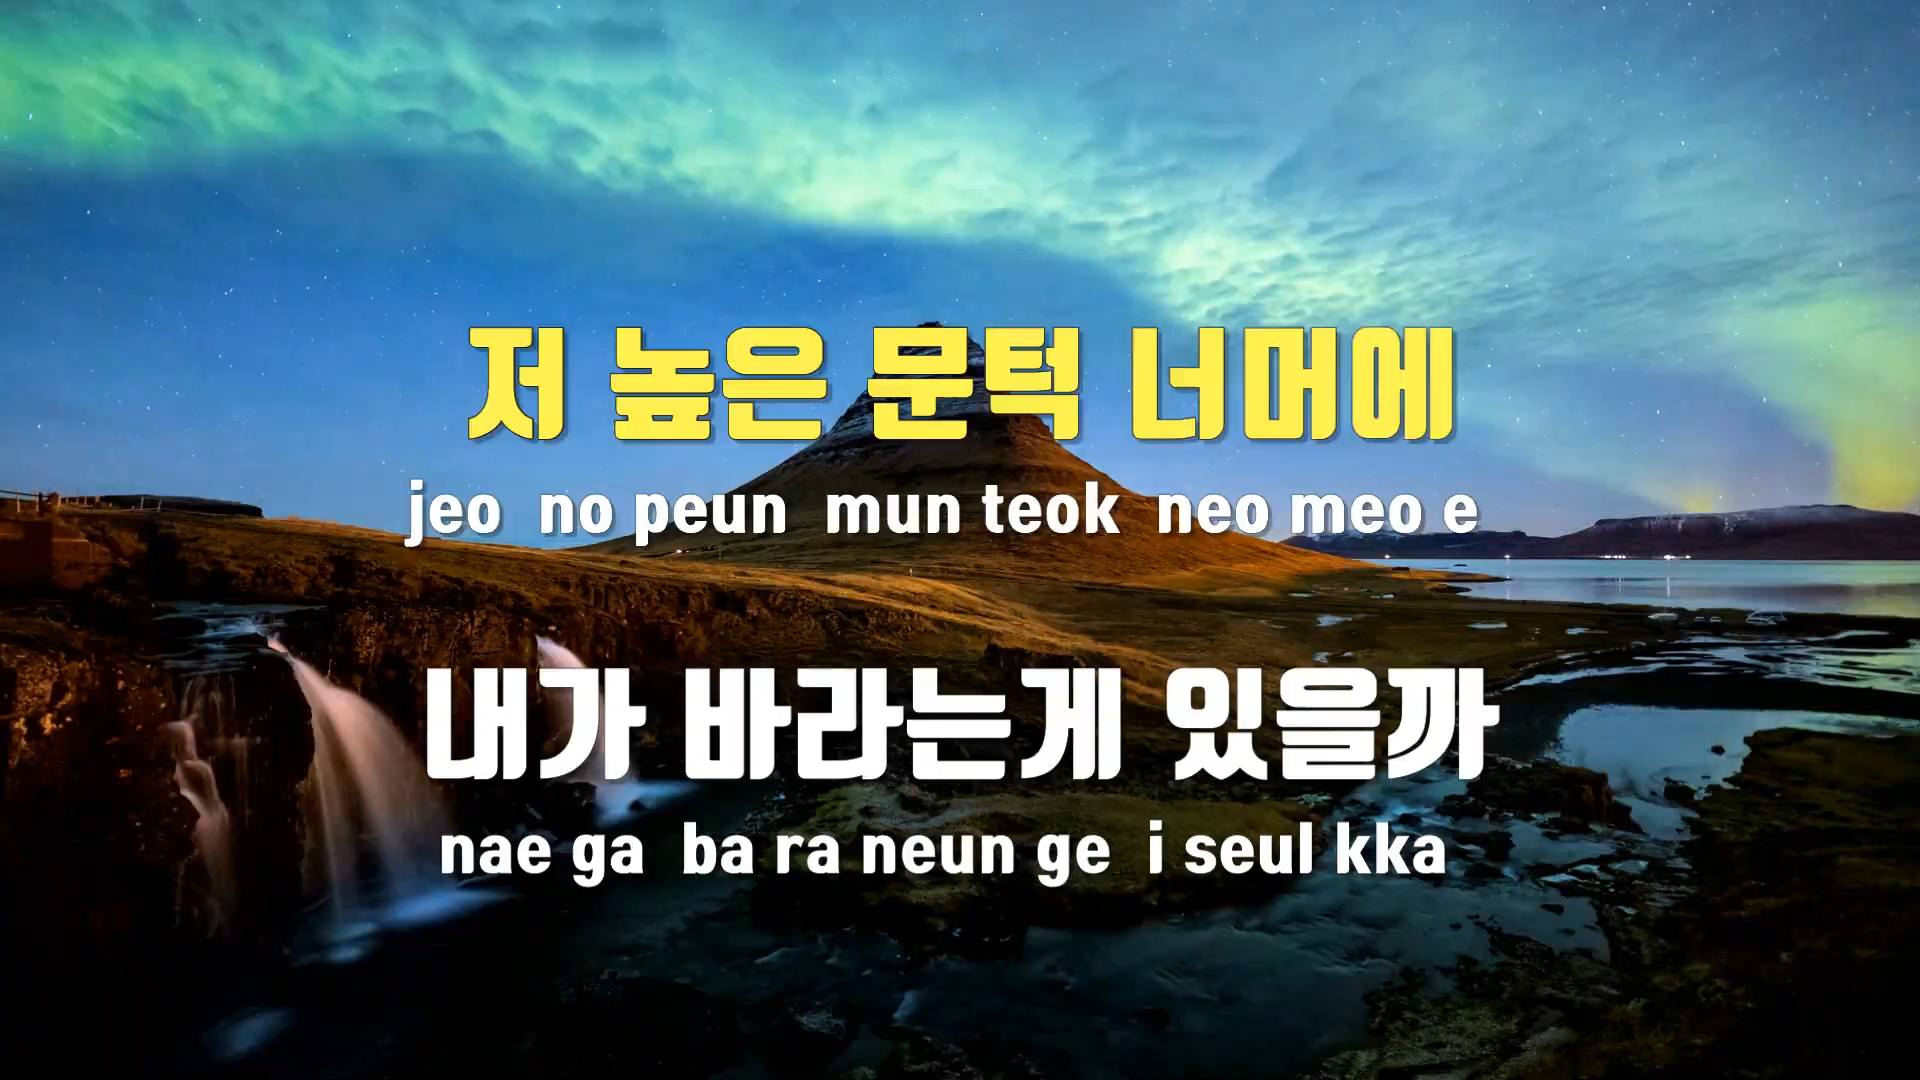 저 높은 문턱 너머에
jeo no peun mun teok neo meo e
내가 바라는게 있을까
nae ga ba ra neun ge i seul kka